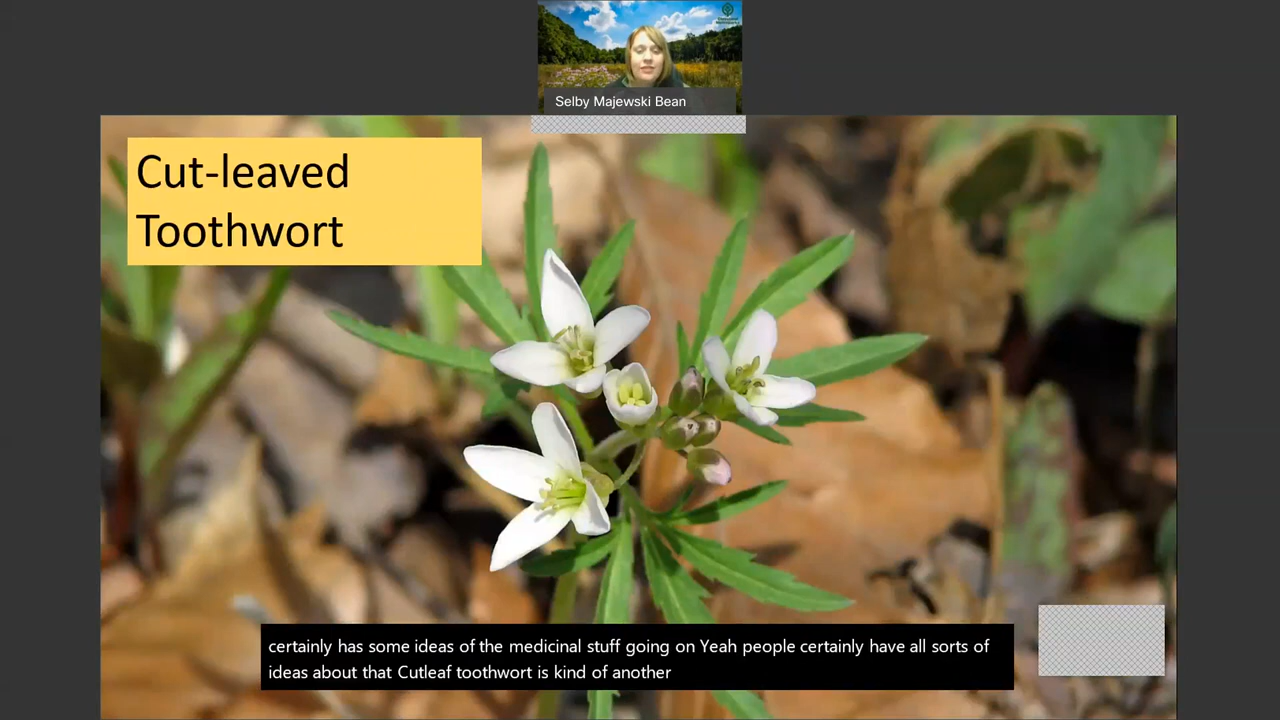 Selby Majewski Bean
Cut-leaved
Toothwort
certainly has some ideas of the medicinal stuff going on Yeah people certainly have all sorts of
ideas about that Cutleaf toothwort is kind of another